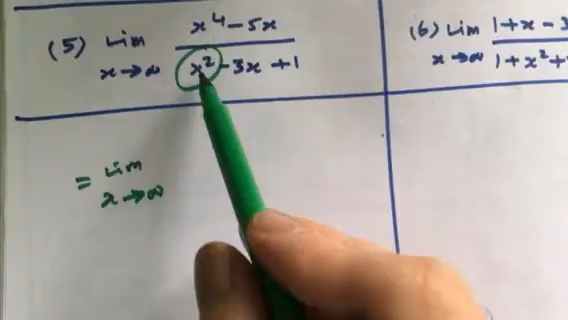 (5) Lim x→∞ x⁴-5x / x²-3x+1
(6) Lim x→∞ 1+x-3 / 1+x²+
= Lim x→∞